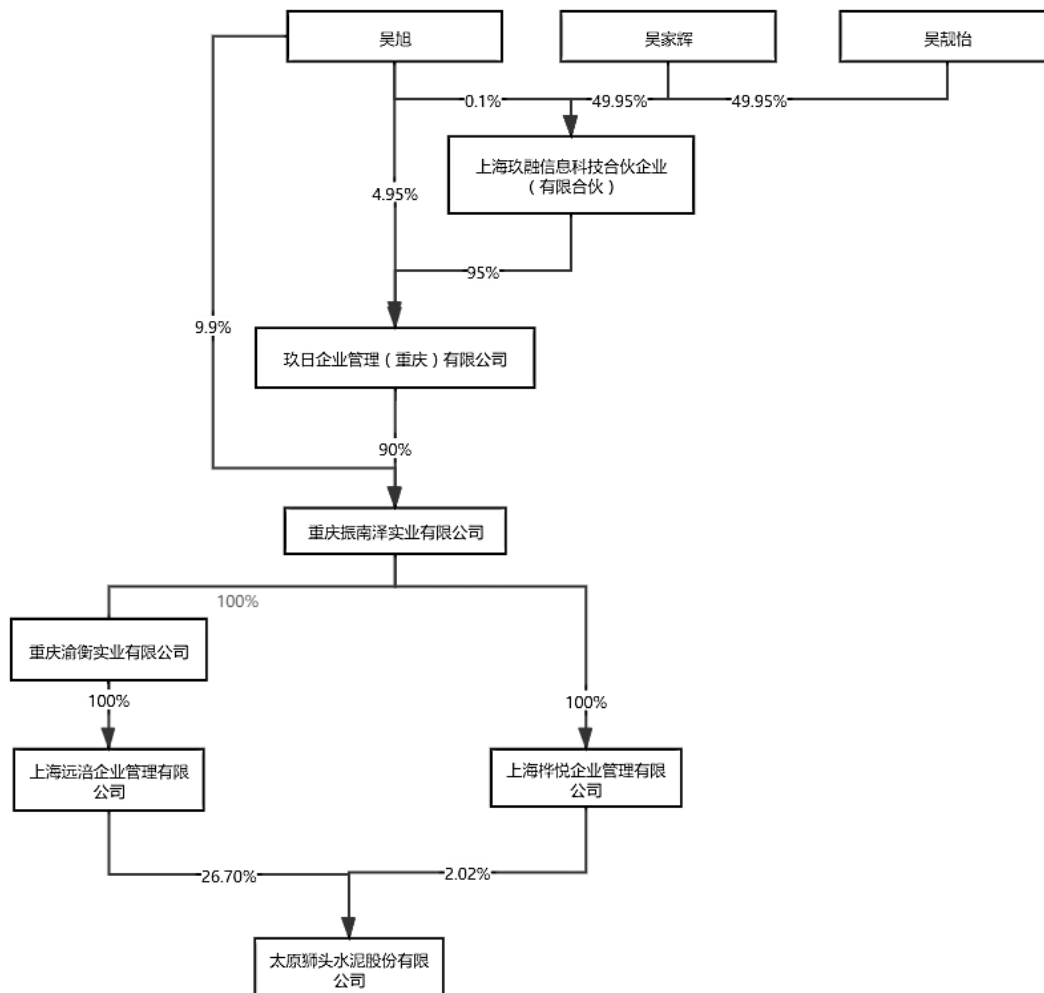 吴旭
吴家辉
吴靓怡
0.1%
49.95%
49.95%
上海玖融信息科技合伙企业
（有限合伙）
4.95%
95%
9.9%
玖日企业管理（重庆）有限公司
90%
重庆振南泽实业有限公司
100%
重庆渝衡实业有限公司
100%
100%
上海远涪企业管理有限
公司
上海桦悦企业管理有限
公司
26.70%
2.02%
太原狮头水泥股份有限
公司